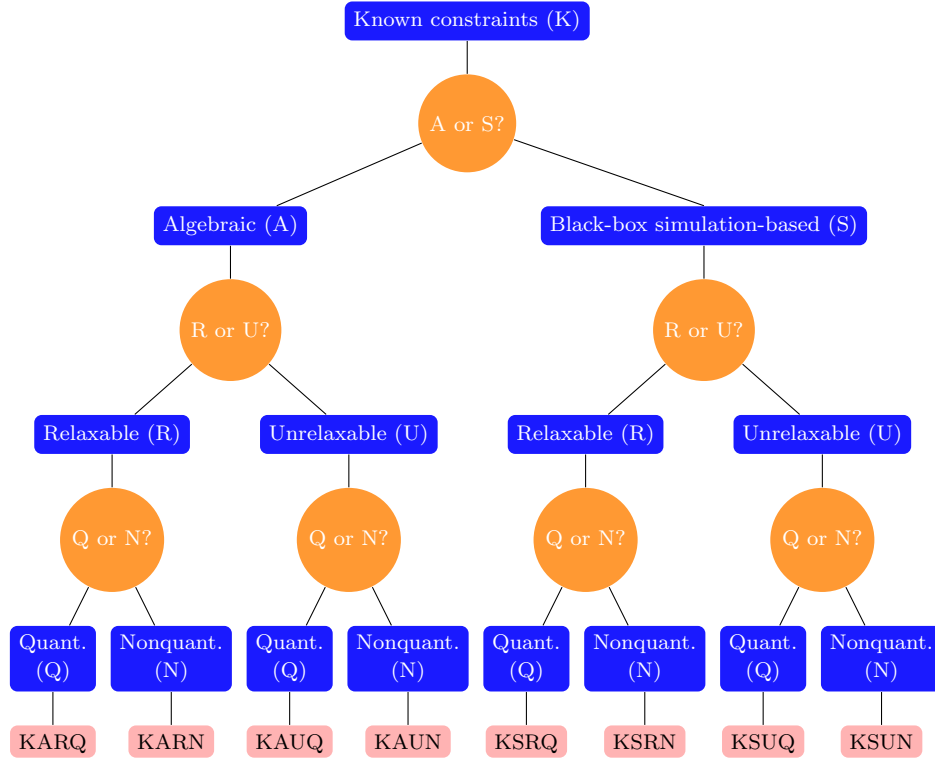 Known constraints (K)
A or S?
Algebraic (A)
Black-box simulation-based (S)
R or U?
R or U?
Relaxable (R)
Unrelaxable (U)
Relaxable (R)
Unrelaxable (U)
Q or N?
Q or N?
Q or N?
Q or N?
Quant.
(Q)
Nonquant.
(N)
Quant.
(Q)
Nonquant.
(N)
Quant.
(Q)
Nonquant.
(N)
Quant.
(Q)
Nonquant.
(N)
KARQ
KARN
KAUQ
KAUN
KSRQ
KSRN
KSUQ
KSUN